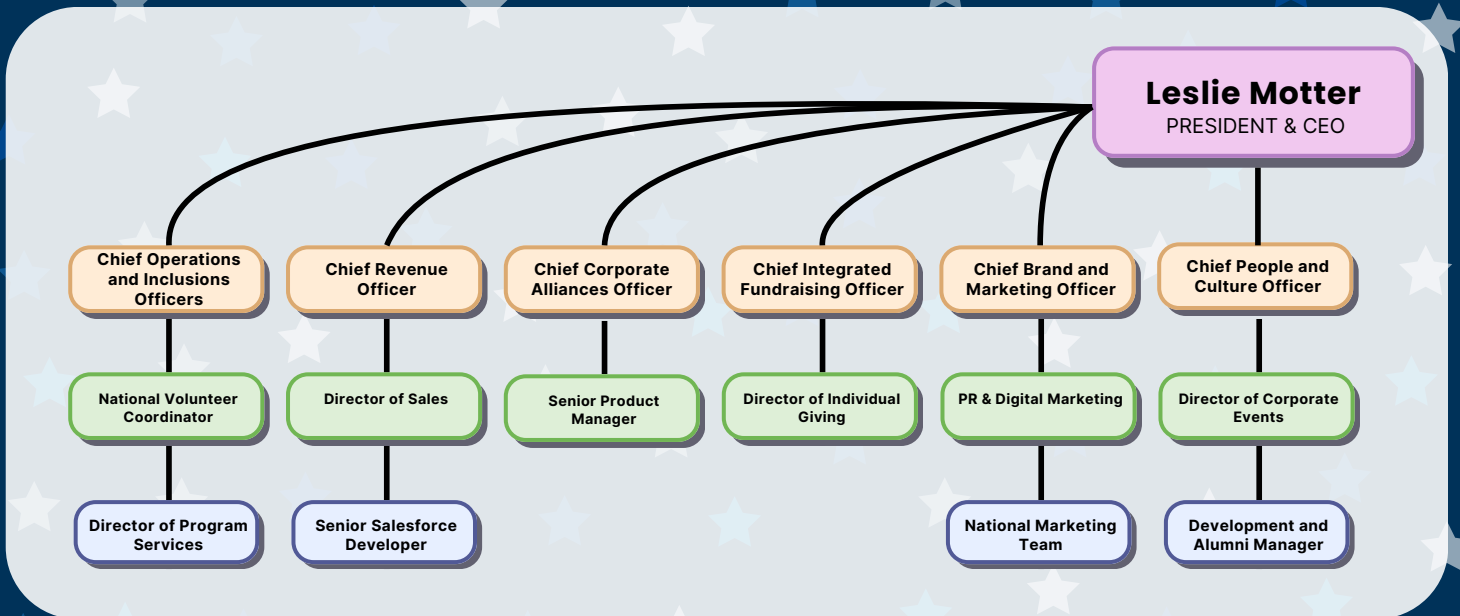 Leslie Motter
PRESIDENT & CEO
Chief Operations
and Inclusions
Officers
Chief Revenue
Officer
Chief Corporate
Alliances Officer
Chief Integrated
Fundraising Officer
Chief Brand and
Marketing Officer
Chief People and
Culture Officer
National Volunteer
Coordinator
Director of Sales
Senior Product
Manager
Director of Individual
Giving
PR & Digital Marketing
Director of Corporate
Events
Director of Program
Services
Senior Salesforce
Developer
National Marketing
Team
Development and
Alumni Manager